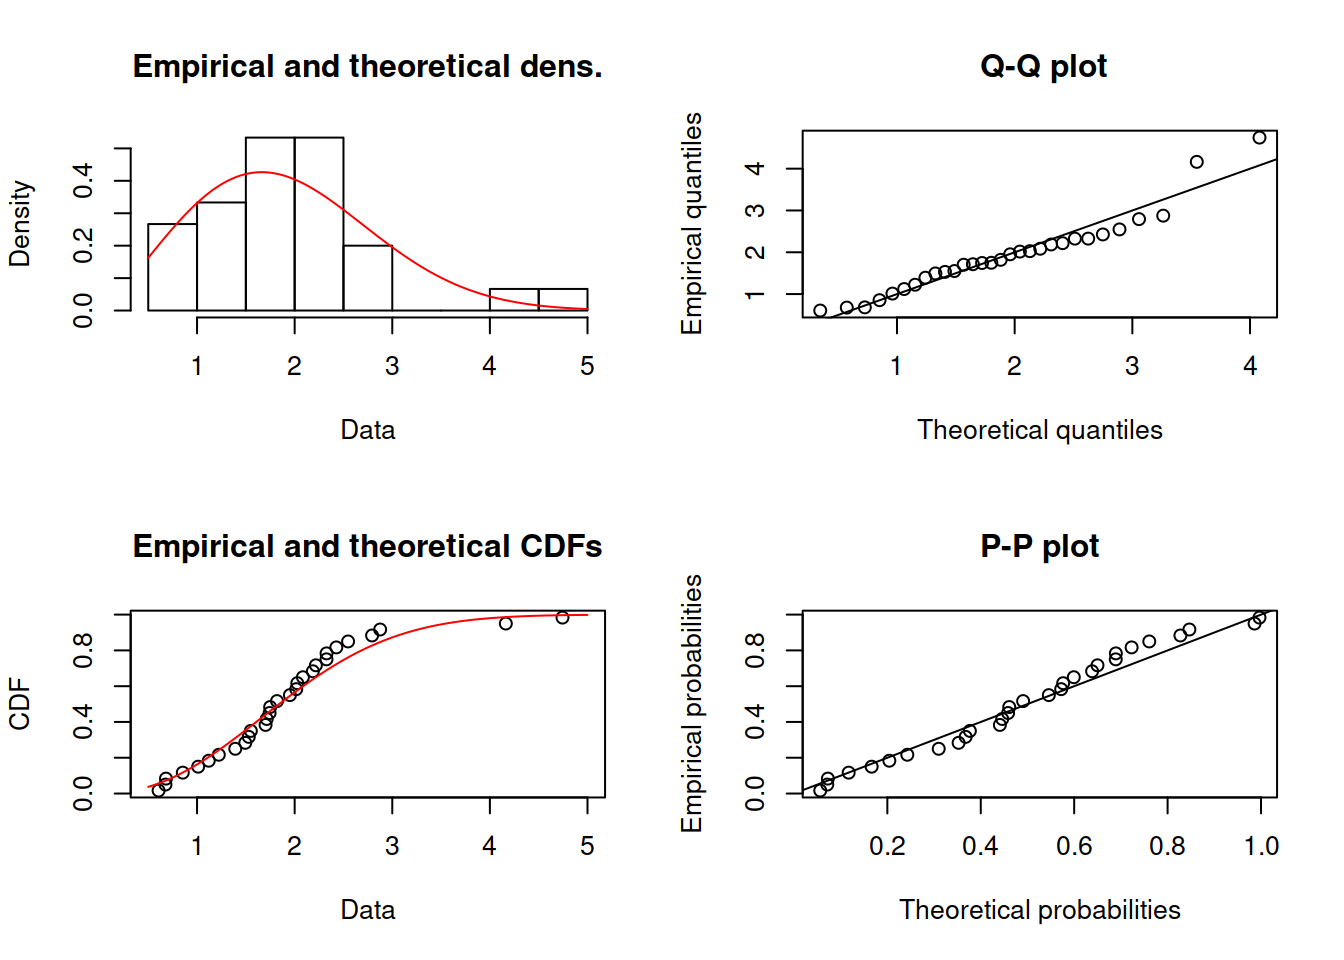 Empirical and theoretical dens.
Density
0.0 0.2 0.4
1 2 3 4 5
Data
Q-Q plot
Empirical quantiles
1 2 3 4
1 2 3 4
Theoretical quantiles
Empirical and theoretical CDFs
CDF
0.0 0.4 0.8
1 2 3 4 5
Data
P-P plot
Empirical probabilities
0.0 0.4 0.8
0.2 0.4 0.6 0.8 1.0
Theoretical probabilities